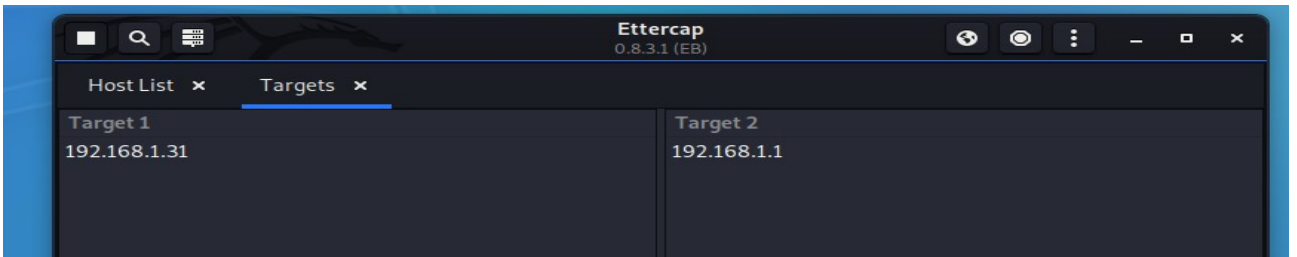 Ettercap
0.8.3.1 (EB)
Host List Targets
Target 1 Target 2
192.168.1.31 192.168.1.1